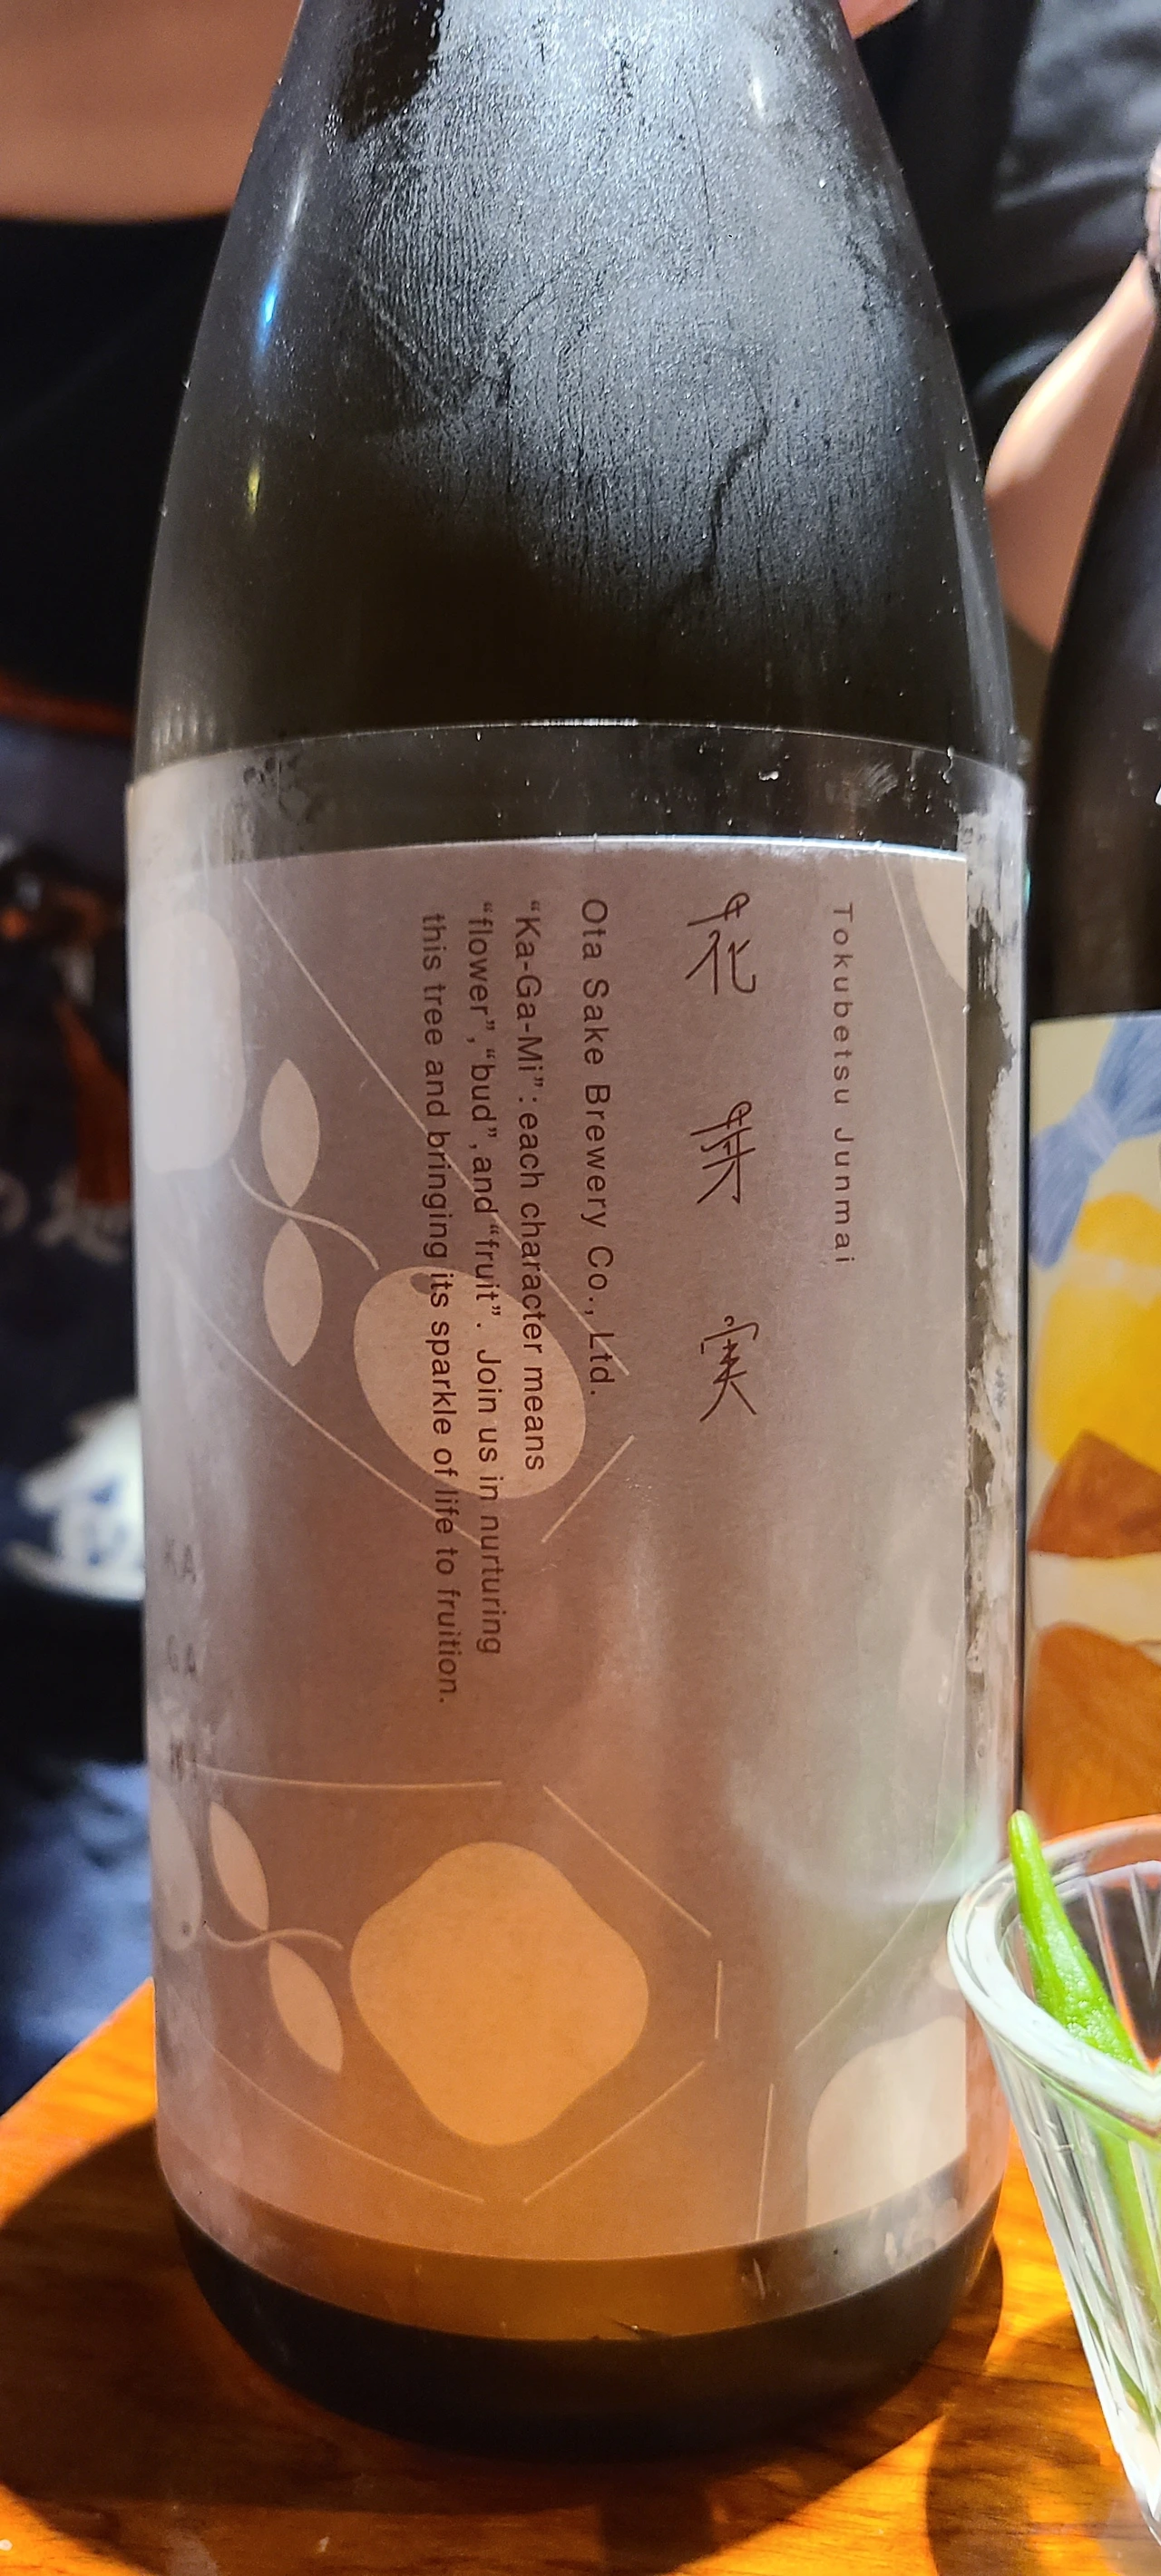 Tokubetsu Junmai
花 芽 実
Ota Sake Brewery Co., Ltd.
“Ka-Ga-Mi”: each character means
“flower”,“bud”,and“fruit”. Join us in nurturing
this tree and bringing its sparkle of life to fruition.
KA
GA